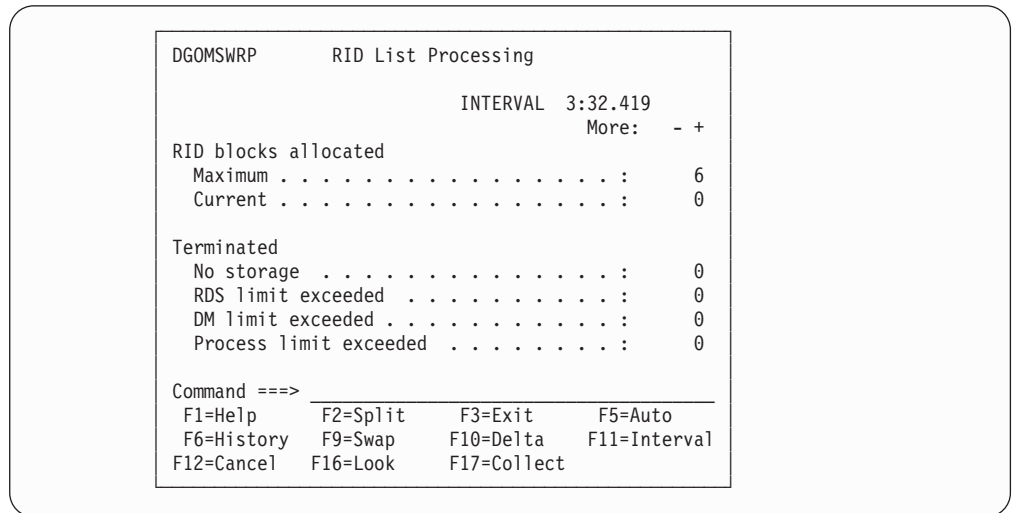 DGOMSWRP RID List Processing
INTERVAL 3:32.419
More: - +
RID blocks allocated
Maximum . . . . . . . . . . . . . . . . . : 6
Current . . . . . . . . . . . . . . . . . : 0
Terminated
No storage . . . . . . . . . . . . . . . : 0
RDS limit exceeded . . . . . . . . . . . : 0
DM limit exceeded . . . . . . . . . . . . : 0
Process limit exceeded . . . . . . . . . : 0
Command ===> ______________________________________
F1=Help F2=Split F3=Exit F5=Auto
F6=History F9=Swap F10=Delta F11=Interval
F12=Cancel F16=Look F17=Collect